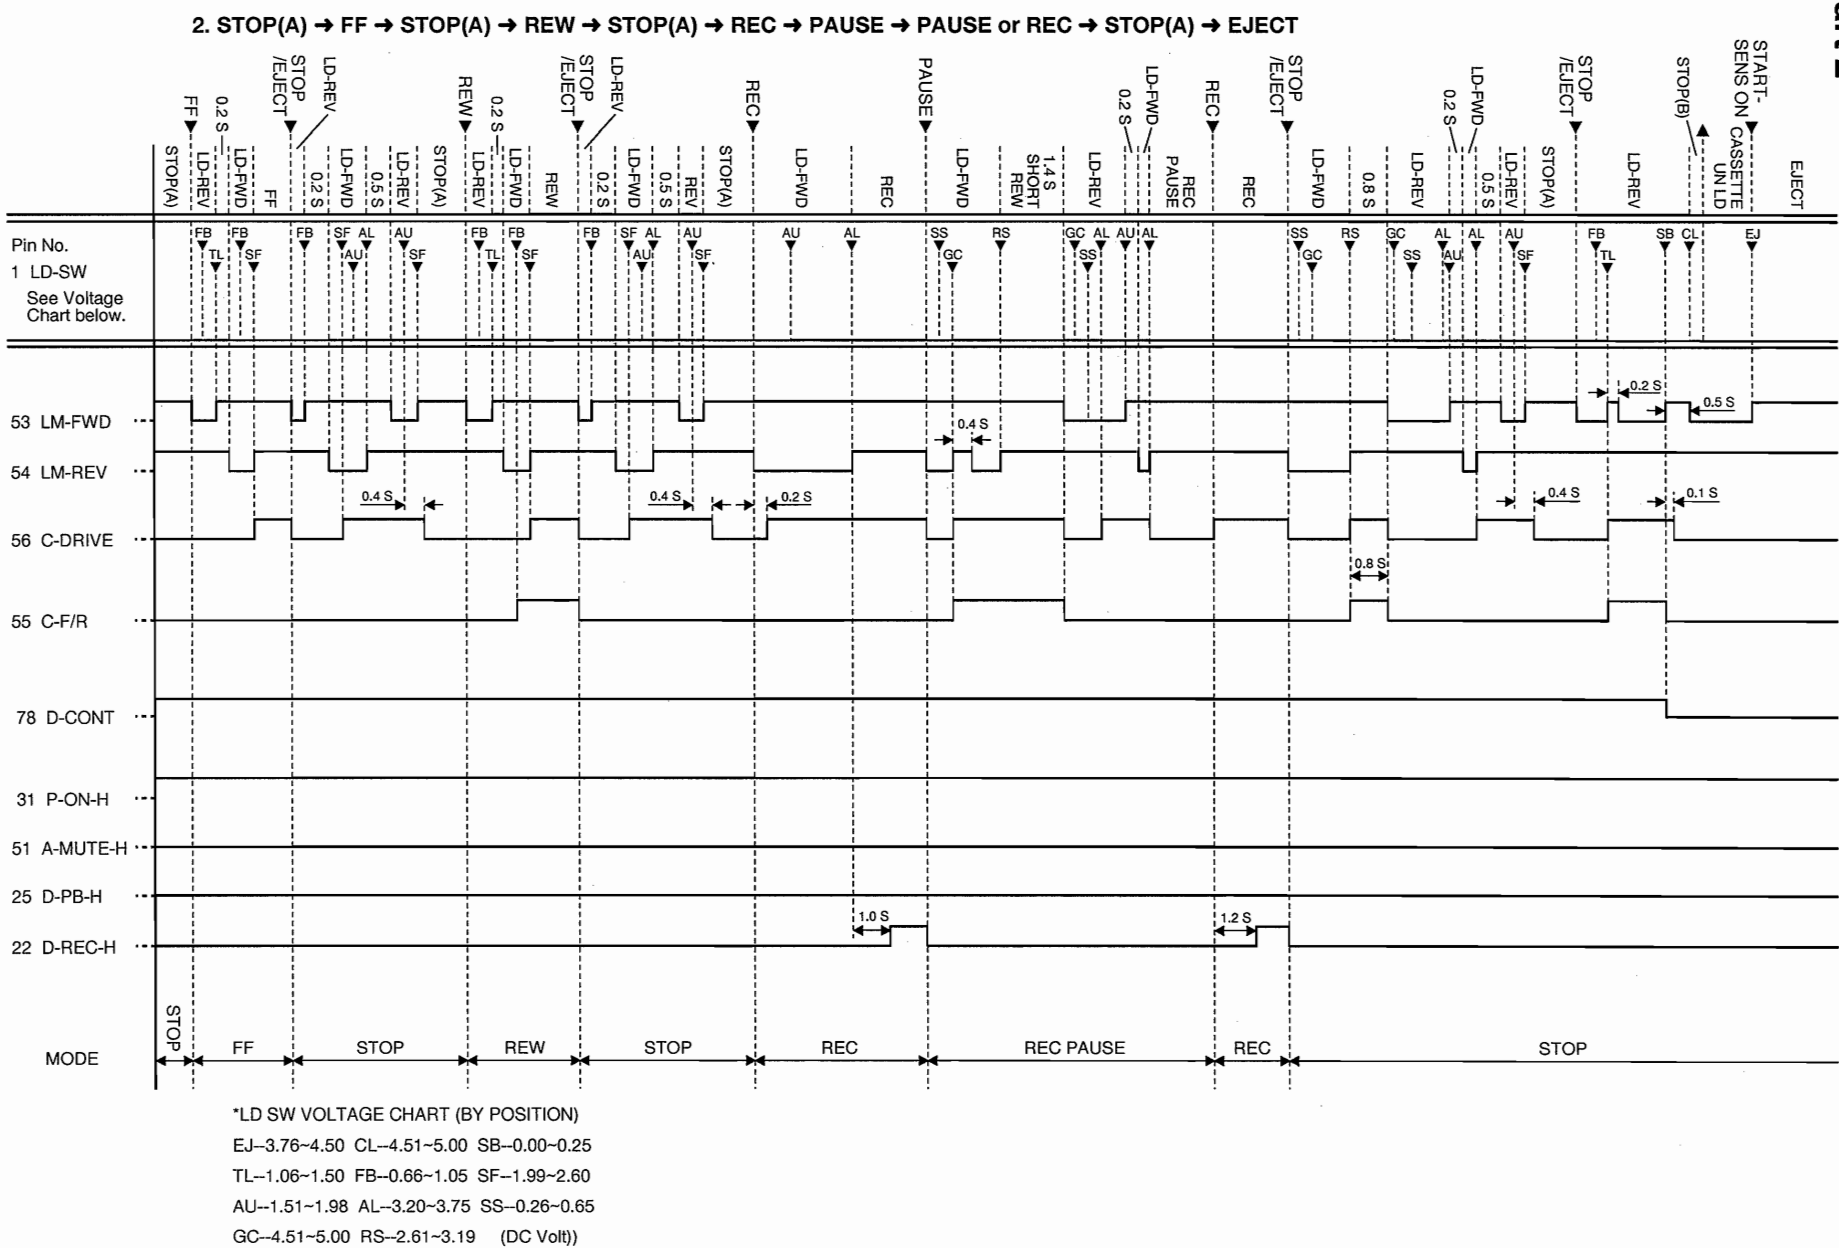 2. STOP(A) → FF → STOP(A) → REW → STOP(A) → REC → PAUSE → PAUSE or REC → STOP(A) → EJECT
FF
0.2 S
STOP /EJECT
LD-REV
REW
0.2 S
STOP /EJECT
LD-REV
REC
PAUSE
0.2 S
LD-FWD
REC
STOP /EJECT
0.2 S
LD-FWD
STOP /EJECT
STOP(B)
START-SENS ON
STOP(A)
LD-REV
LD-FWD
FF
0.2 S
LD-FWD
0.5 S
LD-REV
STOP(A)
LD-REV
LD-FWD
REW
0.2 S
LD-FWD
0.5 S
REV
STOP(A)
LD-FWD
REC
LD-FWD
SHORT REW
1.4 S
LD-REV
REC PAUSE
REC
LD-FWD
0.8 S
LD-REV
0.5 S
LD-REV
STOP(A)
LD-REV
CASSETTE UN LD
EJECT
Pin No.
FB FB FB SF AL AU FB FB FB SF AL AU AU AL SS RS GC AL AU AL SS RS GC AL AL AU FB SB CL EJ
TL SF AU SF TL SF AU SF GC SS GC SS AU SF TL
1 LD-SW
See Voltage
Chart below.
0.2 S
0.5 S
53 LM-FWD
0.4 S
54 LM-REV
0.4 S 0.4 S 0.2 S 0.4 S 0.1 S
56 C-DRIVE
0.8 S
55 C-F/R
78 D-CONT
31 P-ON-H
51 A-MUTE-H
25 D-PB-H
1.0 S 1.2 S
22 D-REC-H
STOP
MODE FF STOP REW STOP REC REC PAUSE REC STOP
*LD SW VOLTAGE CHART (BY POSITION)
EJ--3.76~4.50 CL--4.51~5.00 SB--0.00~0.25
TL--1.06~1.50 FB--0.66~1.05 SF--1.99~2.60
AU--1.51~1.98 AL--3.20~3.75 SS--0.26~0.65
GC--4.51~5.00 RS--2.61~3.19 (DC Volt))